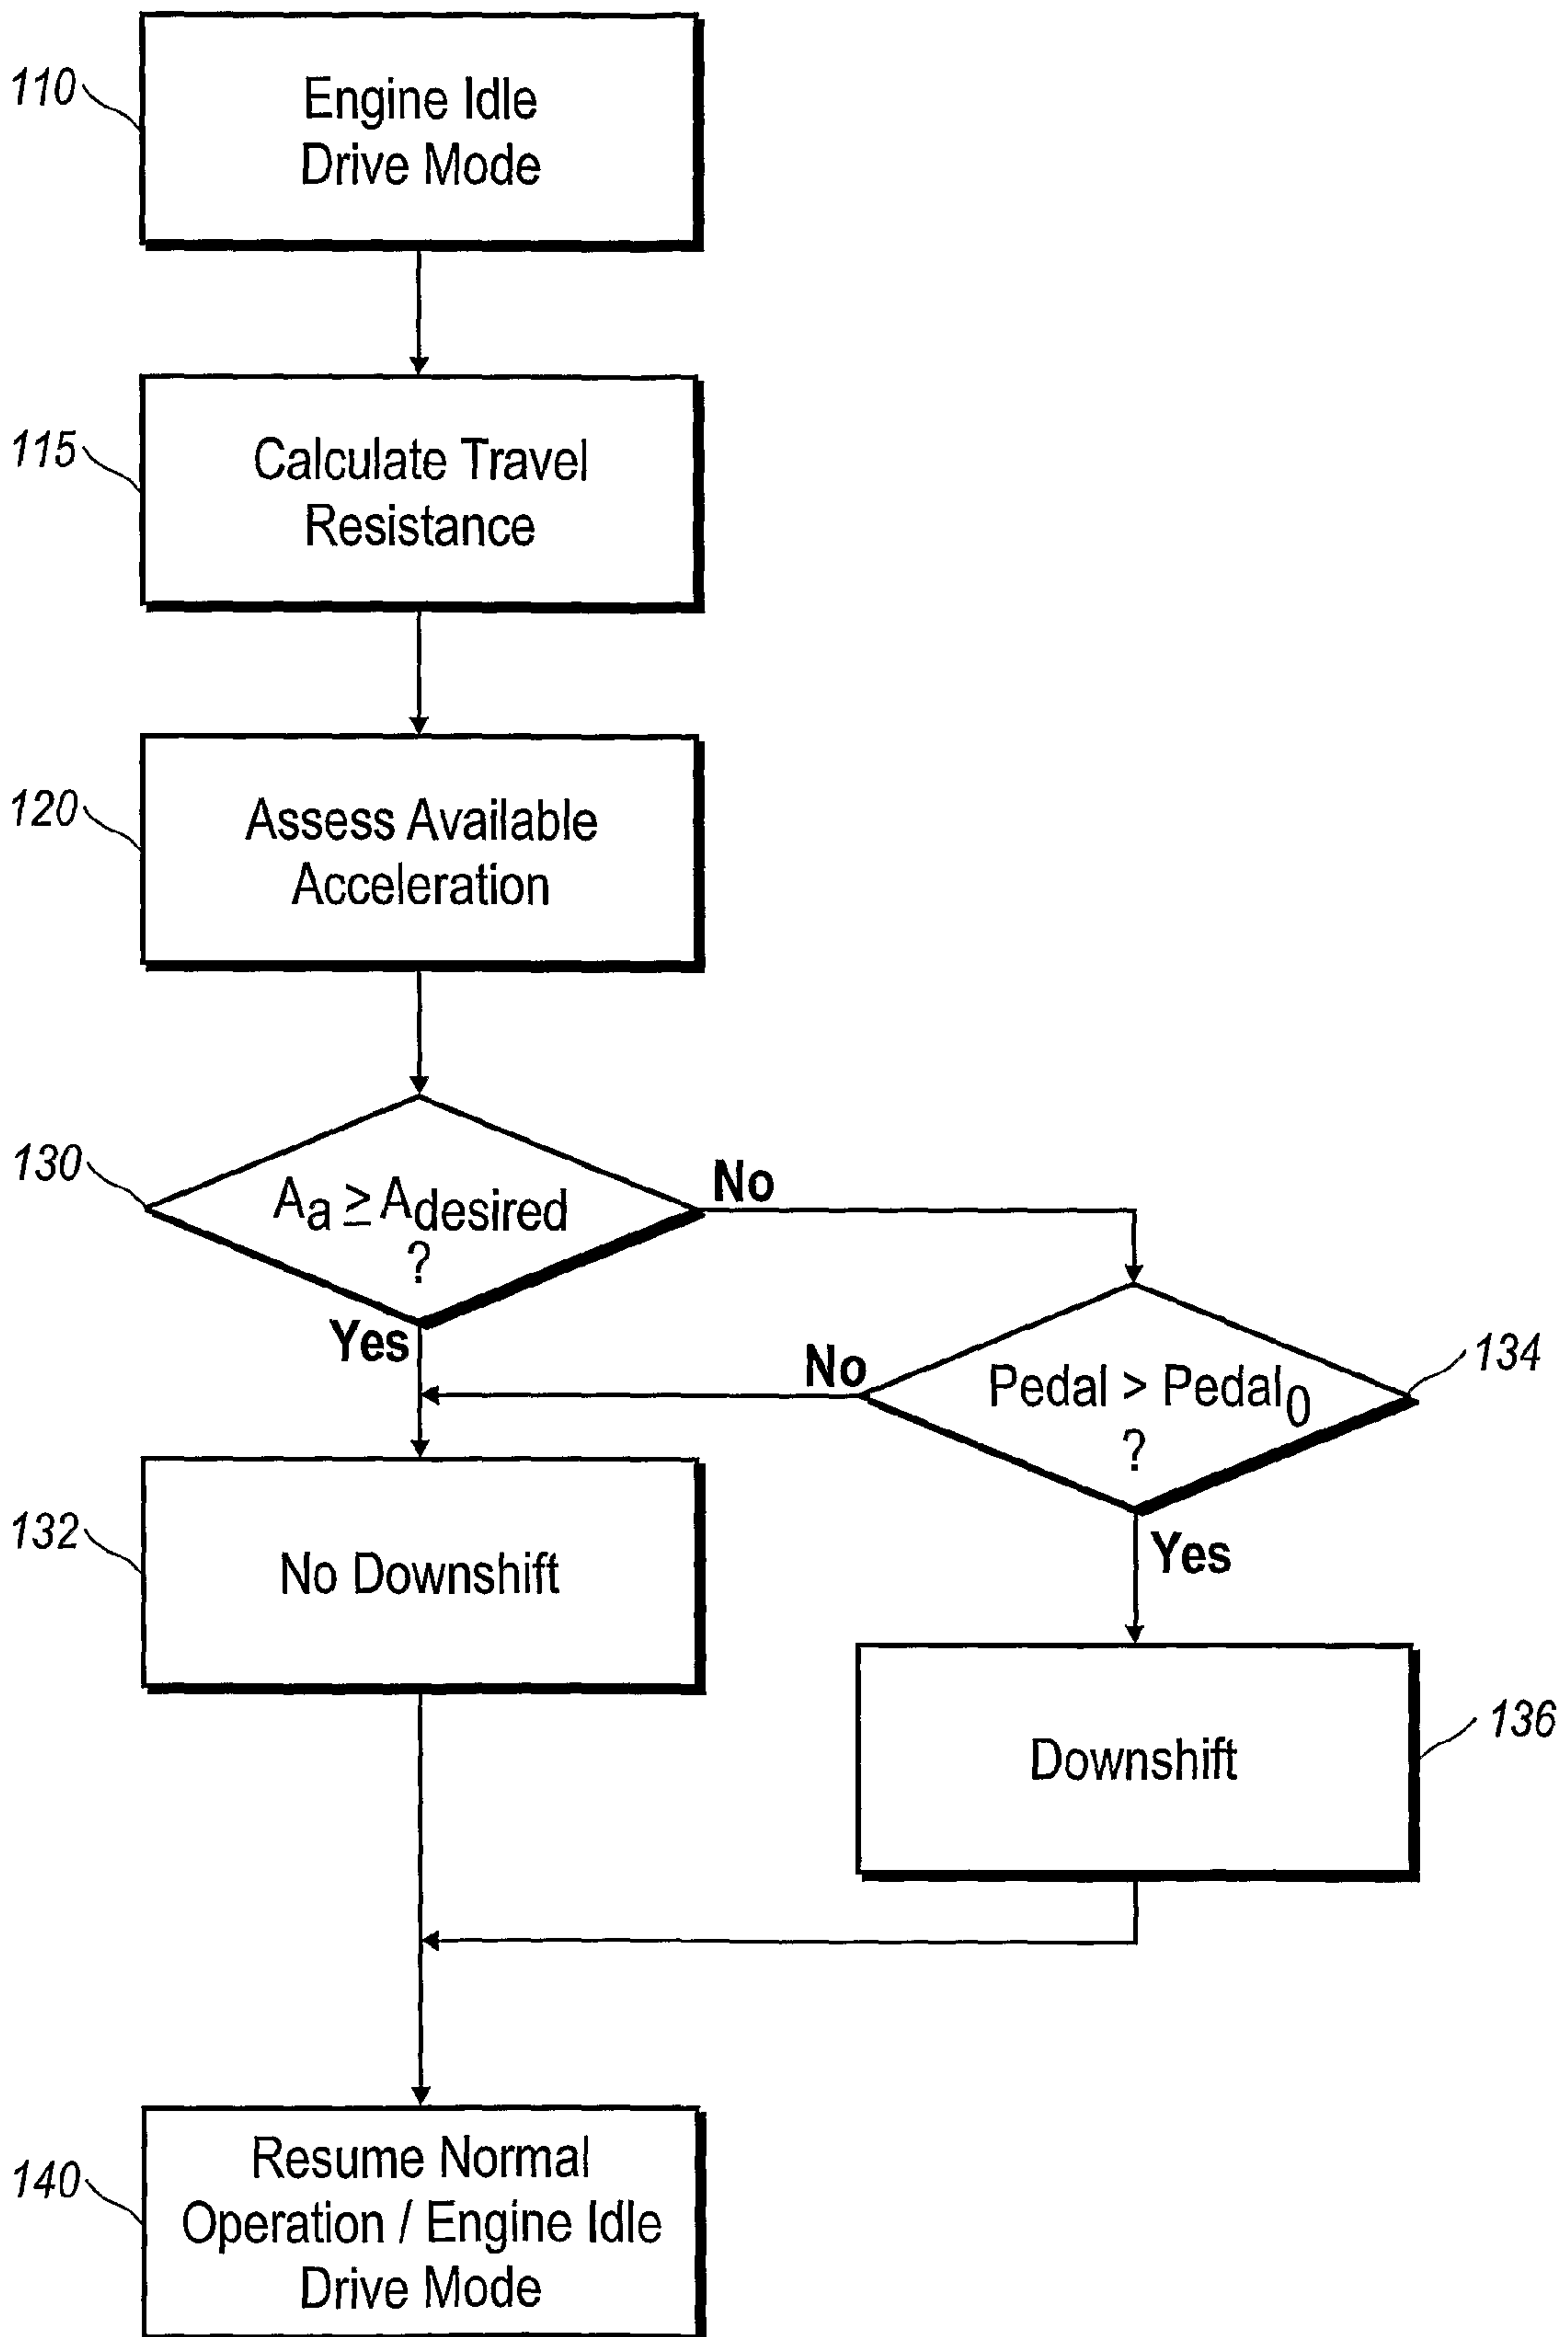 110
Engine Idle
Drive Mode
115
Calculate Travel
Resistance
120
Assess Available
Acceleration
130
Aa ≥ Adesired
?
No
Yes
134
Pedal > Pedal0
?
No
Yes
132
No Downshift
136
Downshift
140
Resume Normal
Operation / Engine Idle
Drive Mode